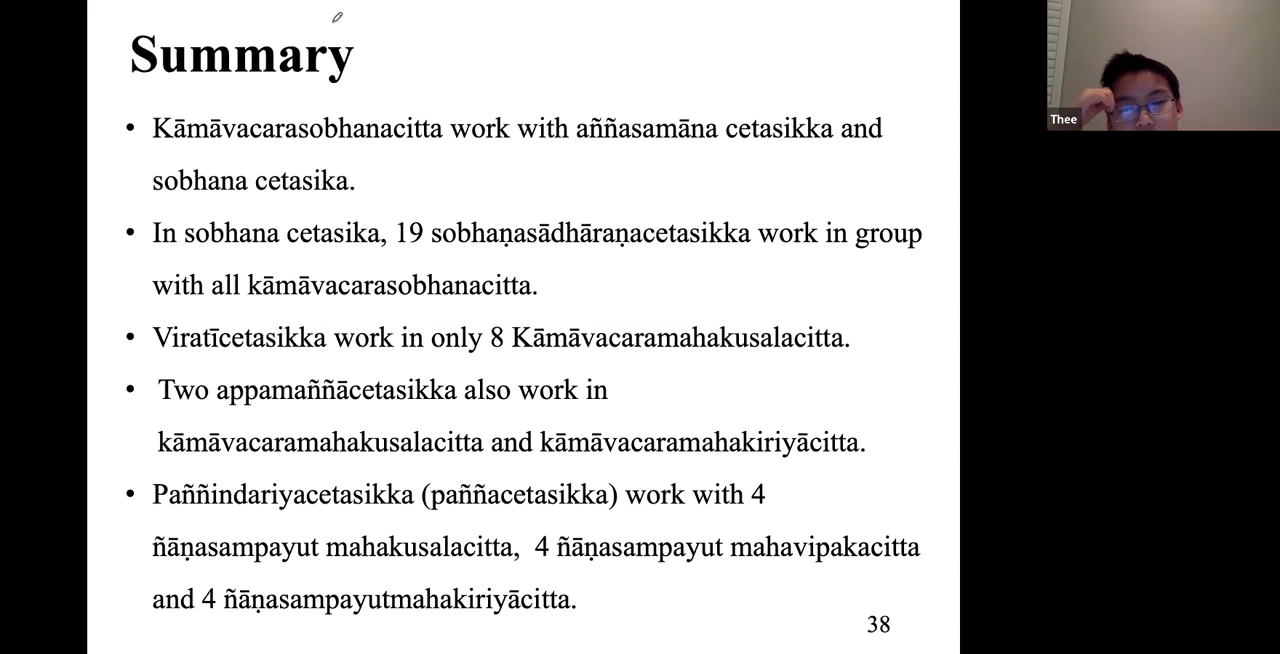 Summary
• Kāmāvacarasobhanacitta work with aññasamāna cetasikka and
sobhana cetasika.
• In sobhana cetasika, 19 sobhaṇasādhāraṇacetasikka work in group
with all kāmāvacarasobhanacitta.
• Viratīcetasikka work in only 8 Kāmāvacaramahakusalacitta.
• Two appamaññācetasikka also work in
kāmāvacaramahakusalacitta and kāmāvacaramahakiriyācitta.
• Paññindariyacetasikka (paññacetasikka) work with 4
ñāṇasampayut mahakusalacitta, 4 ñāṇasampayut mahavipakacitta
and 4 ñāṇasampayutmahakiriyācitta.
38
Thee